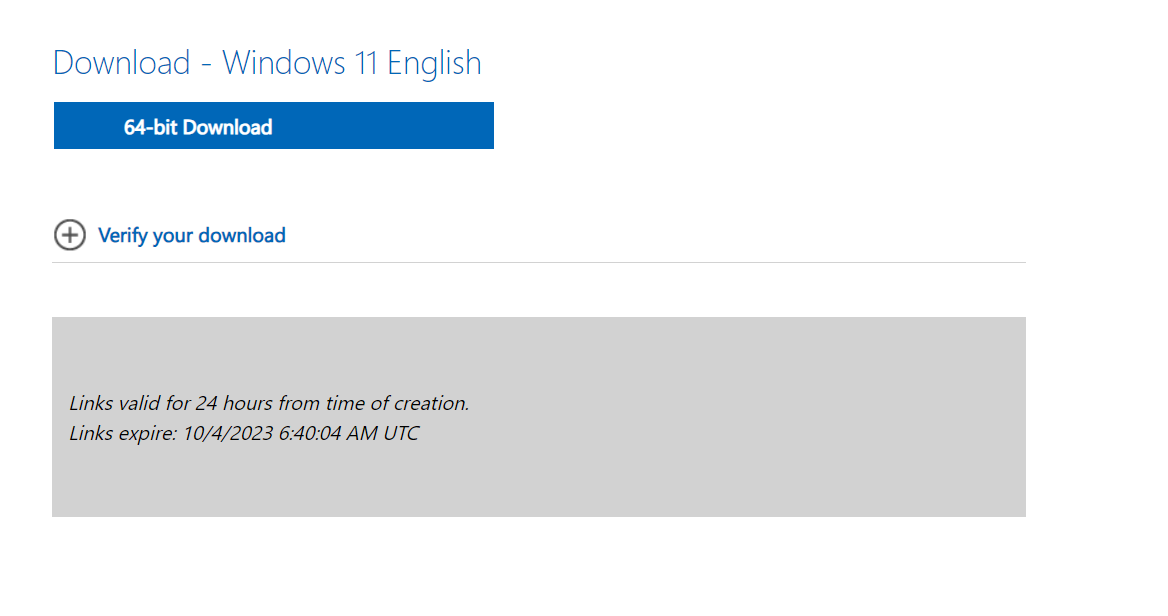 Download - Windows 11 English
64-bit Download
Verify your download
Links valid for 24 hours from time of creation.
Links expire: 10/4/2023 6:40:04 AM UTC